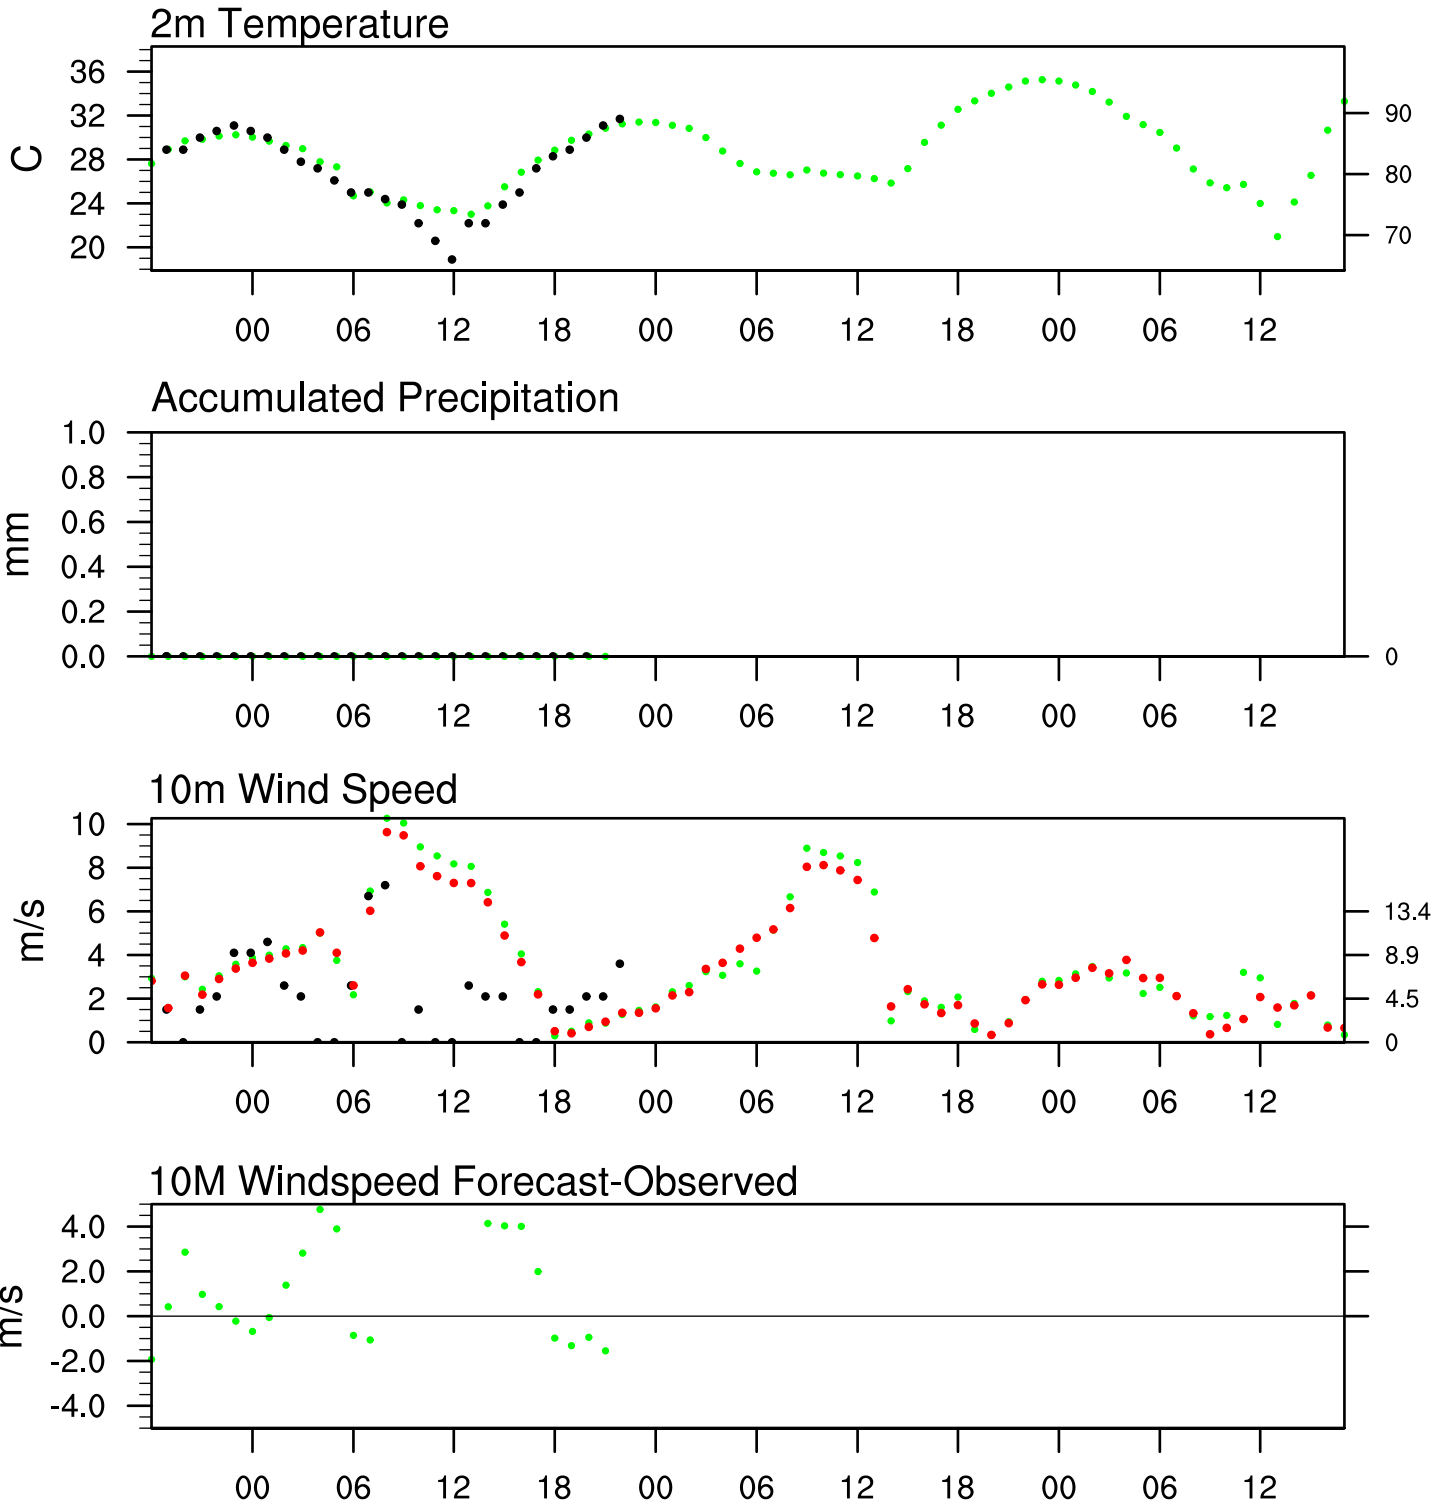 2m Temperature
36
32
28
24
20
C
90
80
70
00 06 12 18 00 06 12 18 00 06 12
Accumulated Precipitation
1.0
0.8
0.6
0.4
0.2
0.0
mm
0
00 06 12 18 00 06 12 18 00 06 12
10m Wind Speed
10
8
6
4
2
0
m/s
13.4
8.9
4.5
0
00 06 12 18 00 06 12 18 00 06 12
10M Windspeed Forecast-Observed
4.0
2.0
0.0
-2.0
-4.0
m/s
00 06 12 18 00 06 12 18 00 06 12